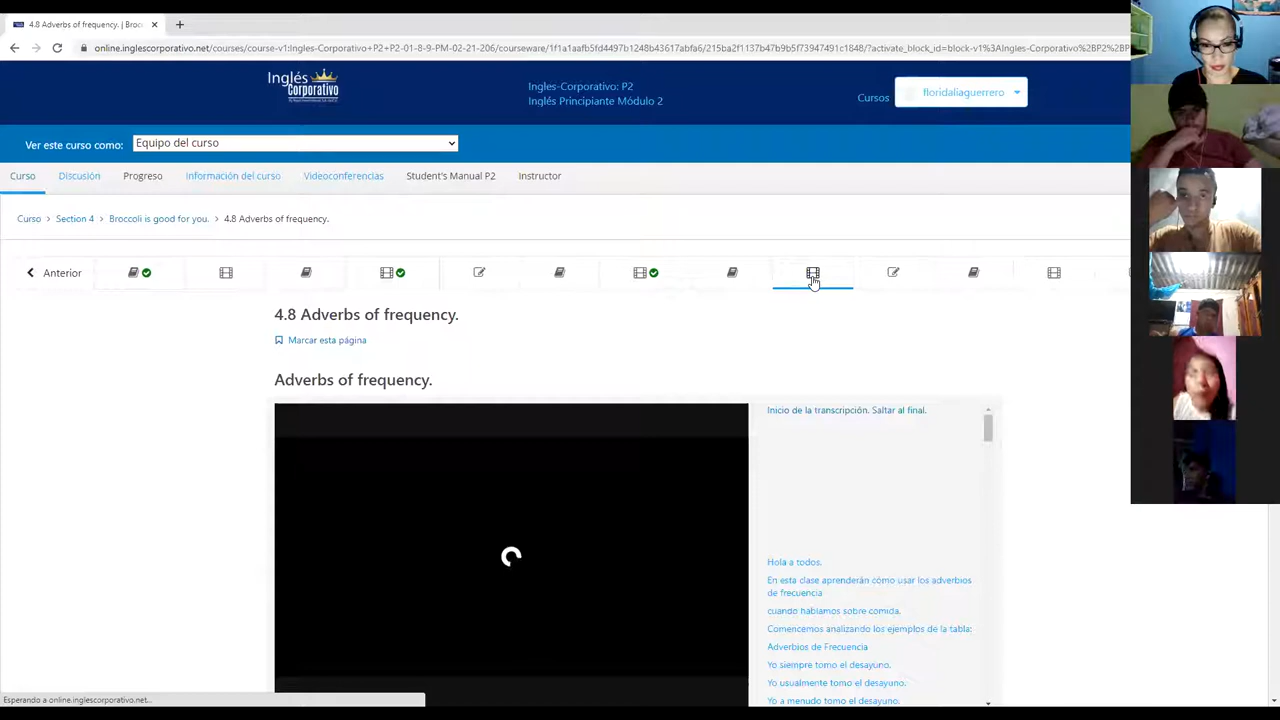 4.8 Adverbs of frequency. | Broc
online.inglescorporativo.net/courses/course-v1:Ingles-Corporativo+P2+P2-01-8-9-PM-02-21-206/courseware/1f1a1aafb5fd4497b1248b43617abfa6/215ba2f1137b47b9b5f73947491c1848/?activate_block_id=block-v1%3AIngles-Corporativo%2BP2%2BP
Inglés
Corporativo
Ingles-Corporativo: P2
Inglés Principiante Módulo 2
Cursos
floridaliaguerrero
Ver este curso como:
Equipo del curso
Curso Discusión Progreso Información del curso Videoconferencias Student's Manual P2 Instructor
Curso > Section 4 > Broccoli is good for you. > 4.8 Adverbs of frequency.
Anterior
4.8 Adverbs of frequency.
Marcar esta página
Adverbs of frequency.
Inicio de la transcripción. Saltar al final.
Hola a todos.
En esta clase aprenderán cómo usar los adverbios
de frecuencia
cuando hablamos sobre comida.
Comencemos analizando los ejemplos de la tabla:
Adverbios de Frecuencia
Yo siempre tomo el desayuno.
Yo usualmente tomo el desayuno.
Yo a menudo tomo el desayuno.
Esperando a online.inglescorporativo.net...